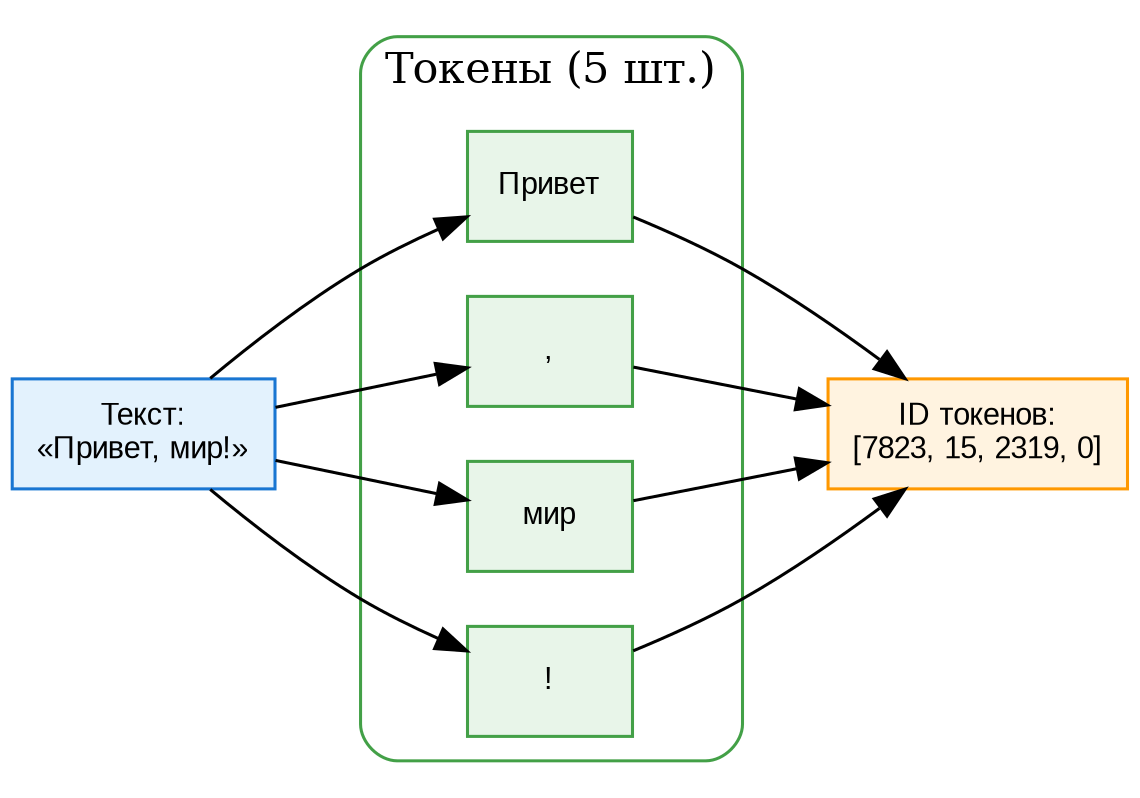 Токены (5 шт.)
Привет
,
Текст:
«Привет, мир!»
ID токенов:
[7823, 15, 2319, 0]
мир
!